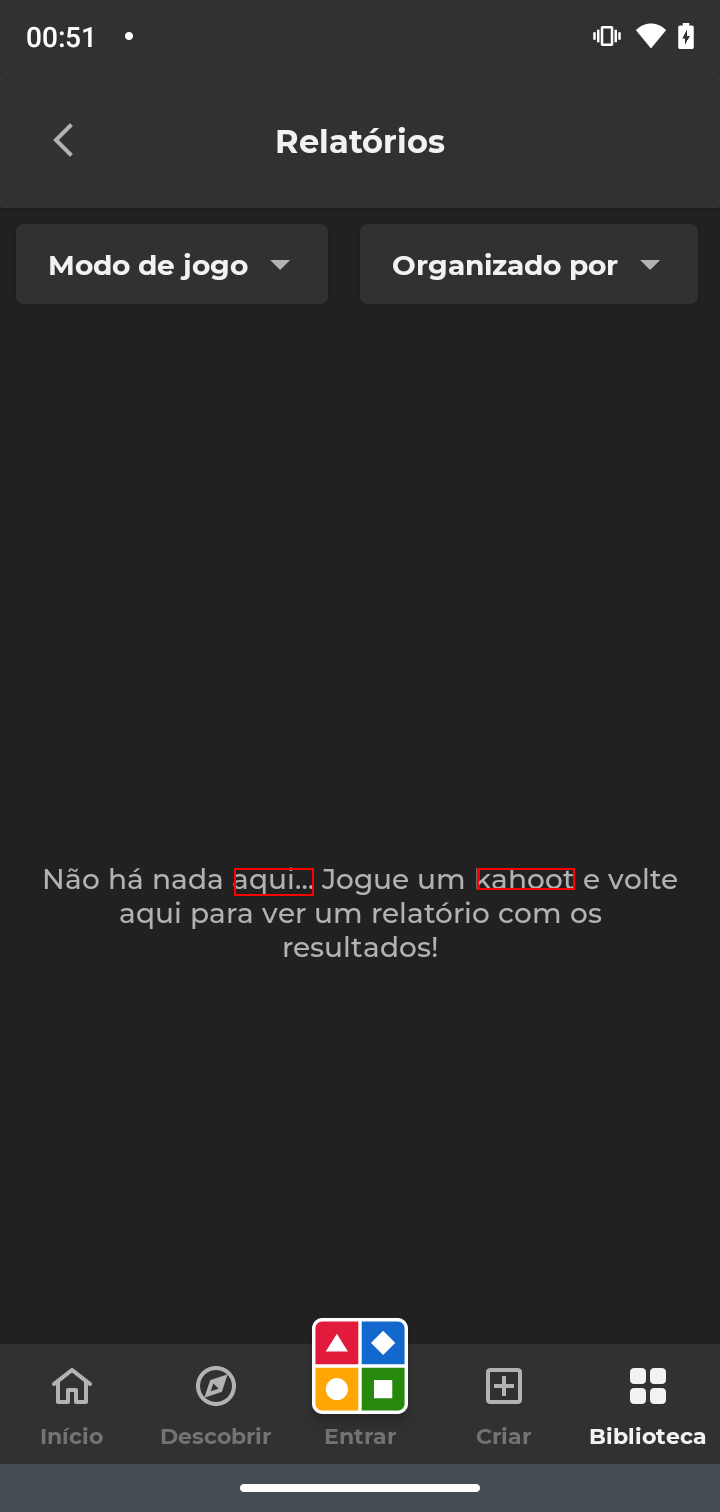 00:51
Relatórios
Modo de jogo
Organizado por
Não há nada aqui... Jogue um kahoot e volte
aqui para ver um relatório com os
resultados!
Início
Descobrir
Entrar
Criar
Biblioteca